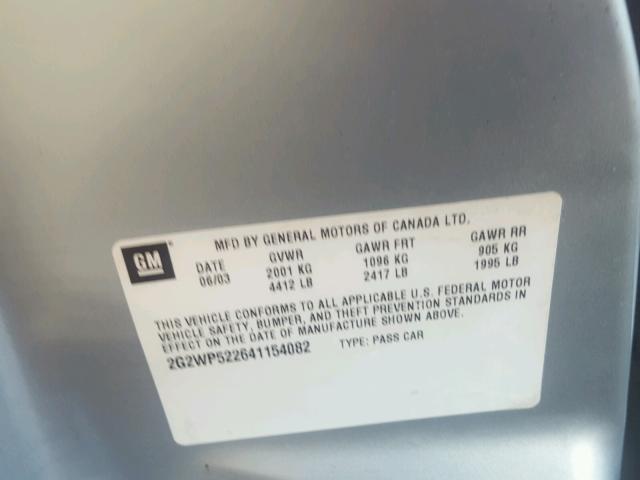 GM
MFD BY GENERAL MOTORS OF CANADA LTD.
DATE GVWR GAWR FRT GAWR RR
06/03 2001 KG 1096 KG 905 KG
4412 LB 2417 LB 1995 LB
THIS VEHICLE CONFORMS TO ALL APPLICABLE U.S. FEDERAL MOTOR
VEHICLE SAFETY, BUMPER, AND THEFT PREVENTION STANDARDS IN
EFFECT ON THE DATE OF MANUFACTURE SHOWN ABOVE.
2G2WP522641154082 TYPE: PASS CAR